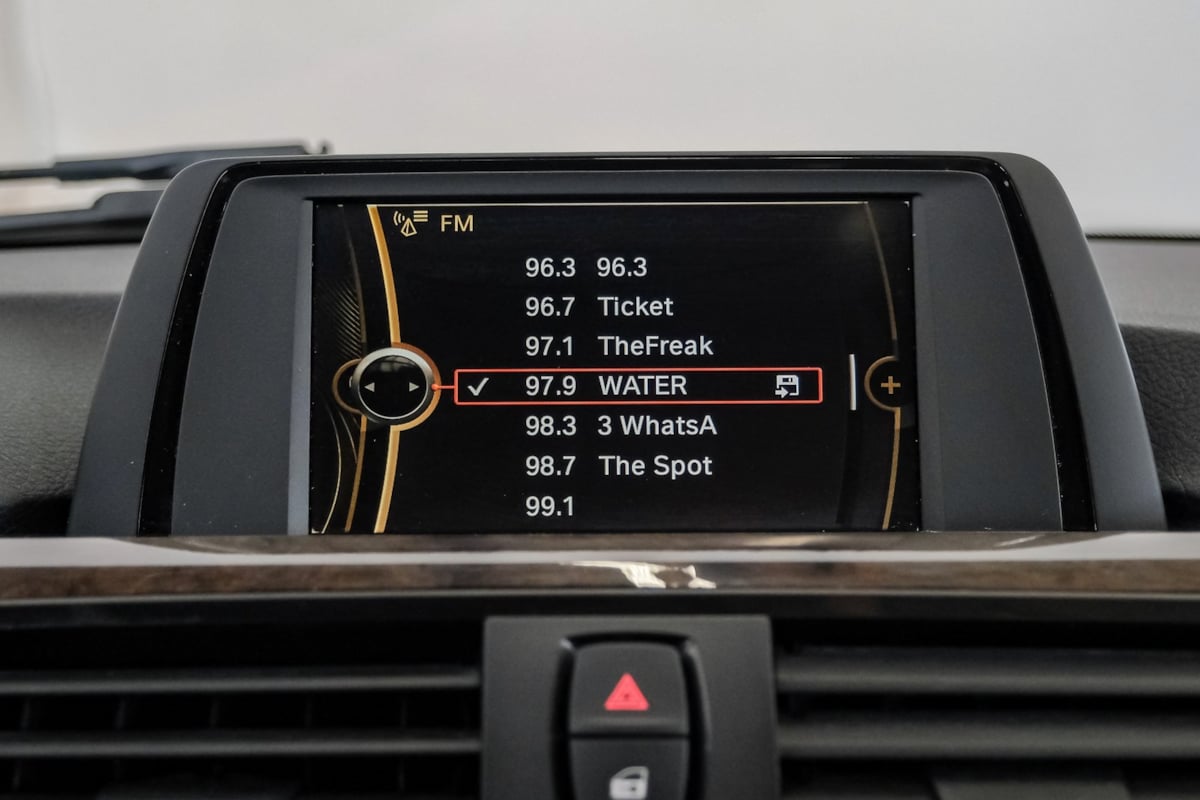 FM
96.3 96.3
96.7 Ticket
97.1 TheFreak
97.9 WATER
98.3 3 WhatsA
98.7 The Spot
99.1